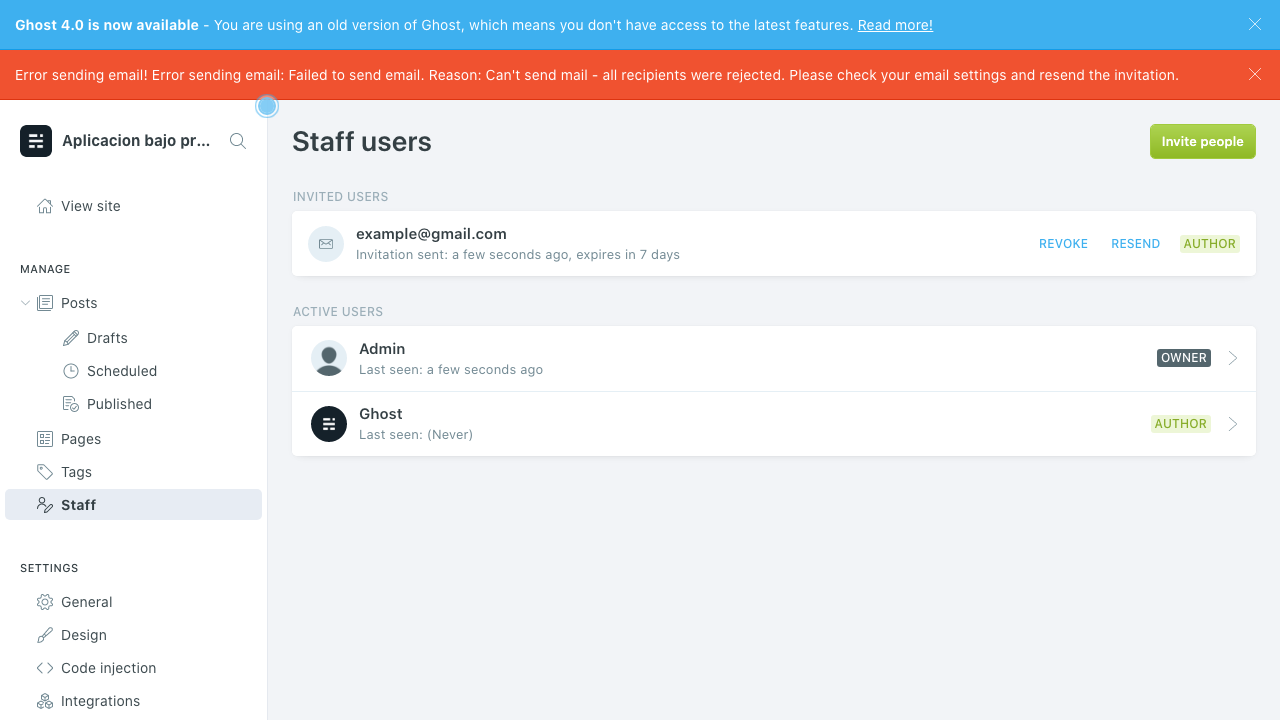 Ghost 4.0 is now available - You are using an old version of Ghost, which means you don't have access to the latest features. Read more!
Error sending email! Error sending email: Failed to send email. Reason: Can't send mail - all recipients were rejected. Please check your email settings and resend the invitation.
Aplicacion bajo pr...
View site
MANAGE
Posts
Drafts
Scheduled
Published
Pages
Tags
Staff
SETTINGS
General
Design
Code injection
Integrations
Staff users
Invite people
INVITED USERS
example@gmail.com
Invitation sent: a few seconds ago, expires in 7 days
REVOKE RESEND AUTHOR
ACTIVE USERS
Admin
Last seen: a few seconds ago
OWNER
Ghost
Last seen: (Never)
AUTHOR